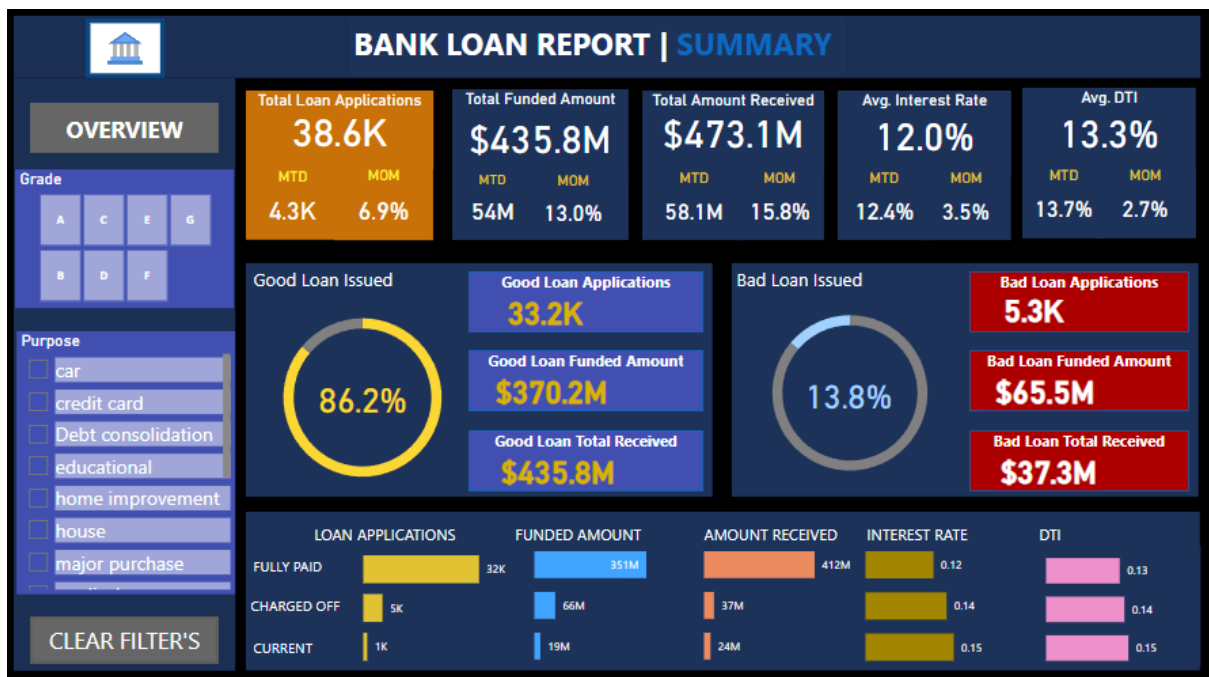 BANK LOAN REPORT | SUMMARY
OVERVIEW
Grade
A C E G
B D F
Purpose
car
credit card
Debt consolidation
educational
home improvement
house
major purchase
CLEAR FILTER'S
Total Loan Applications
38.6K
MTD MOM
4.3K 6.9%
Total Funded Amount
$435.8M
MTD MOM
54M 13.0%
Total Amount Received
$473.1M
MTD MOM
58.1M 15.8%
Avg. Interest Rate
12.0%
MTD MOM
12.4% 3.5%
Avg. DTI
13.3%
MTD MOM
13.7% 2.7%
Good Loan Issued
86.2%
Good Loan Applications
33.2K
Good Loan Funded Amount
$370.2M
Good Loan Total Received
$435.8M
Bad Loan Issued
13.8%
Bad Loan Applications
5.3K
Bad Loan Funded Amount
$65.5M
Bad Loan Total Received
$37.3M
LOAN APPLICATIONS FUNDED AMOUNT AMOUNT RECEIVED INTEREST RATE DTI
FULLY PAID 32K 351M 412M 0.12 0.13
CHARGED OFF 5K 66M 37M 0.14 0.14
CURRENT 1K 19M 24M 0.15 0.15